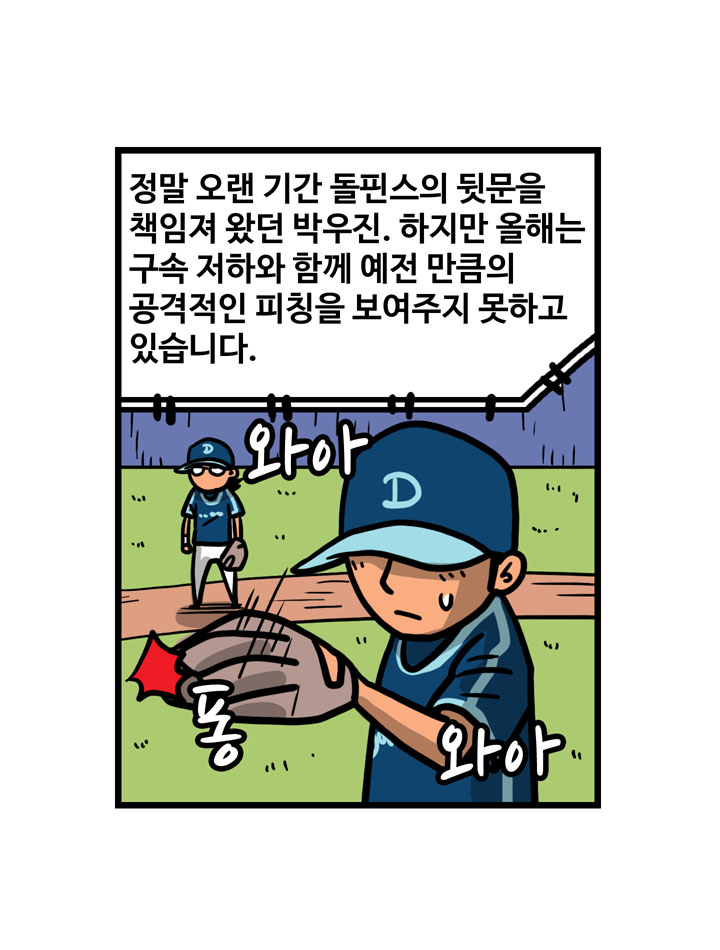 정말 오랜 기간 돌핀스의 뒷문을
책임져 왔던 박우진. 하지만 올해는
구속 저하와 함께 예전 만큼의
공격적인 피칭을 보여주지 못하고
있습니다.
와아
D
D
퐁
와아